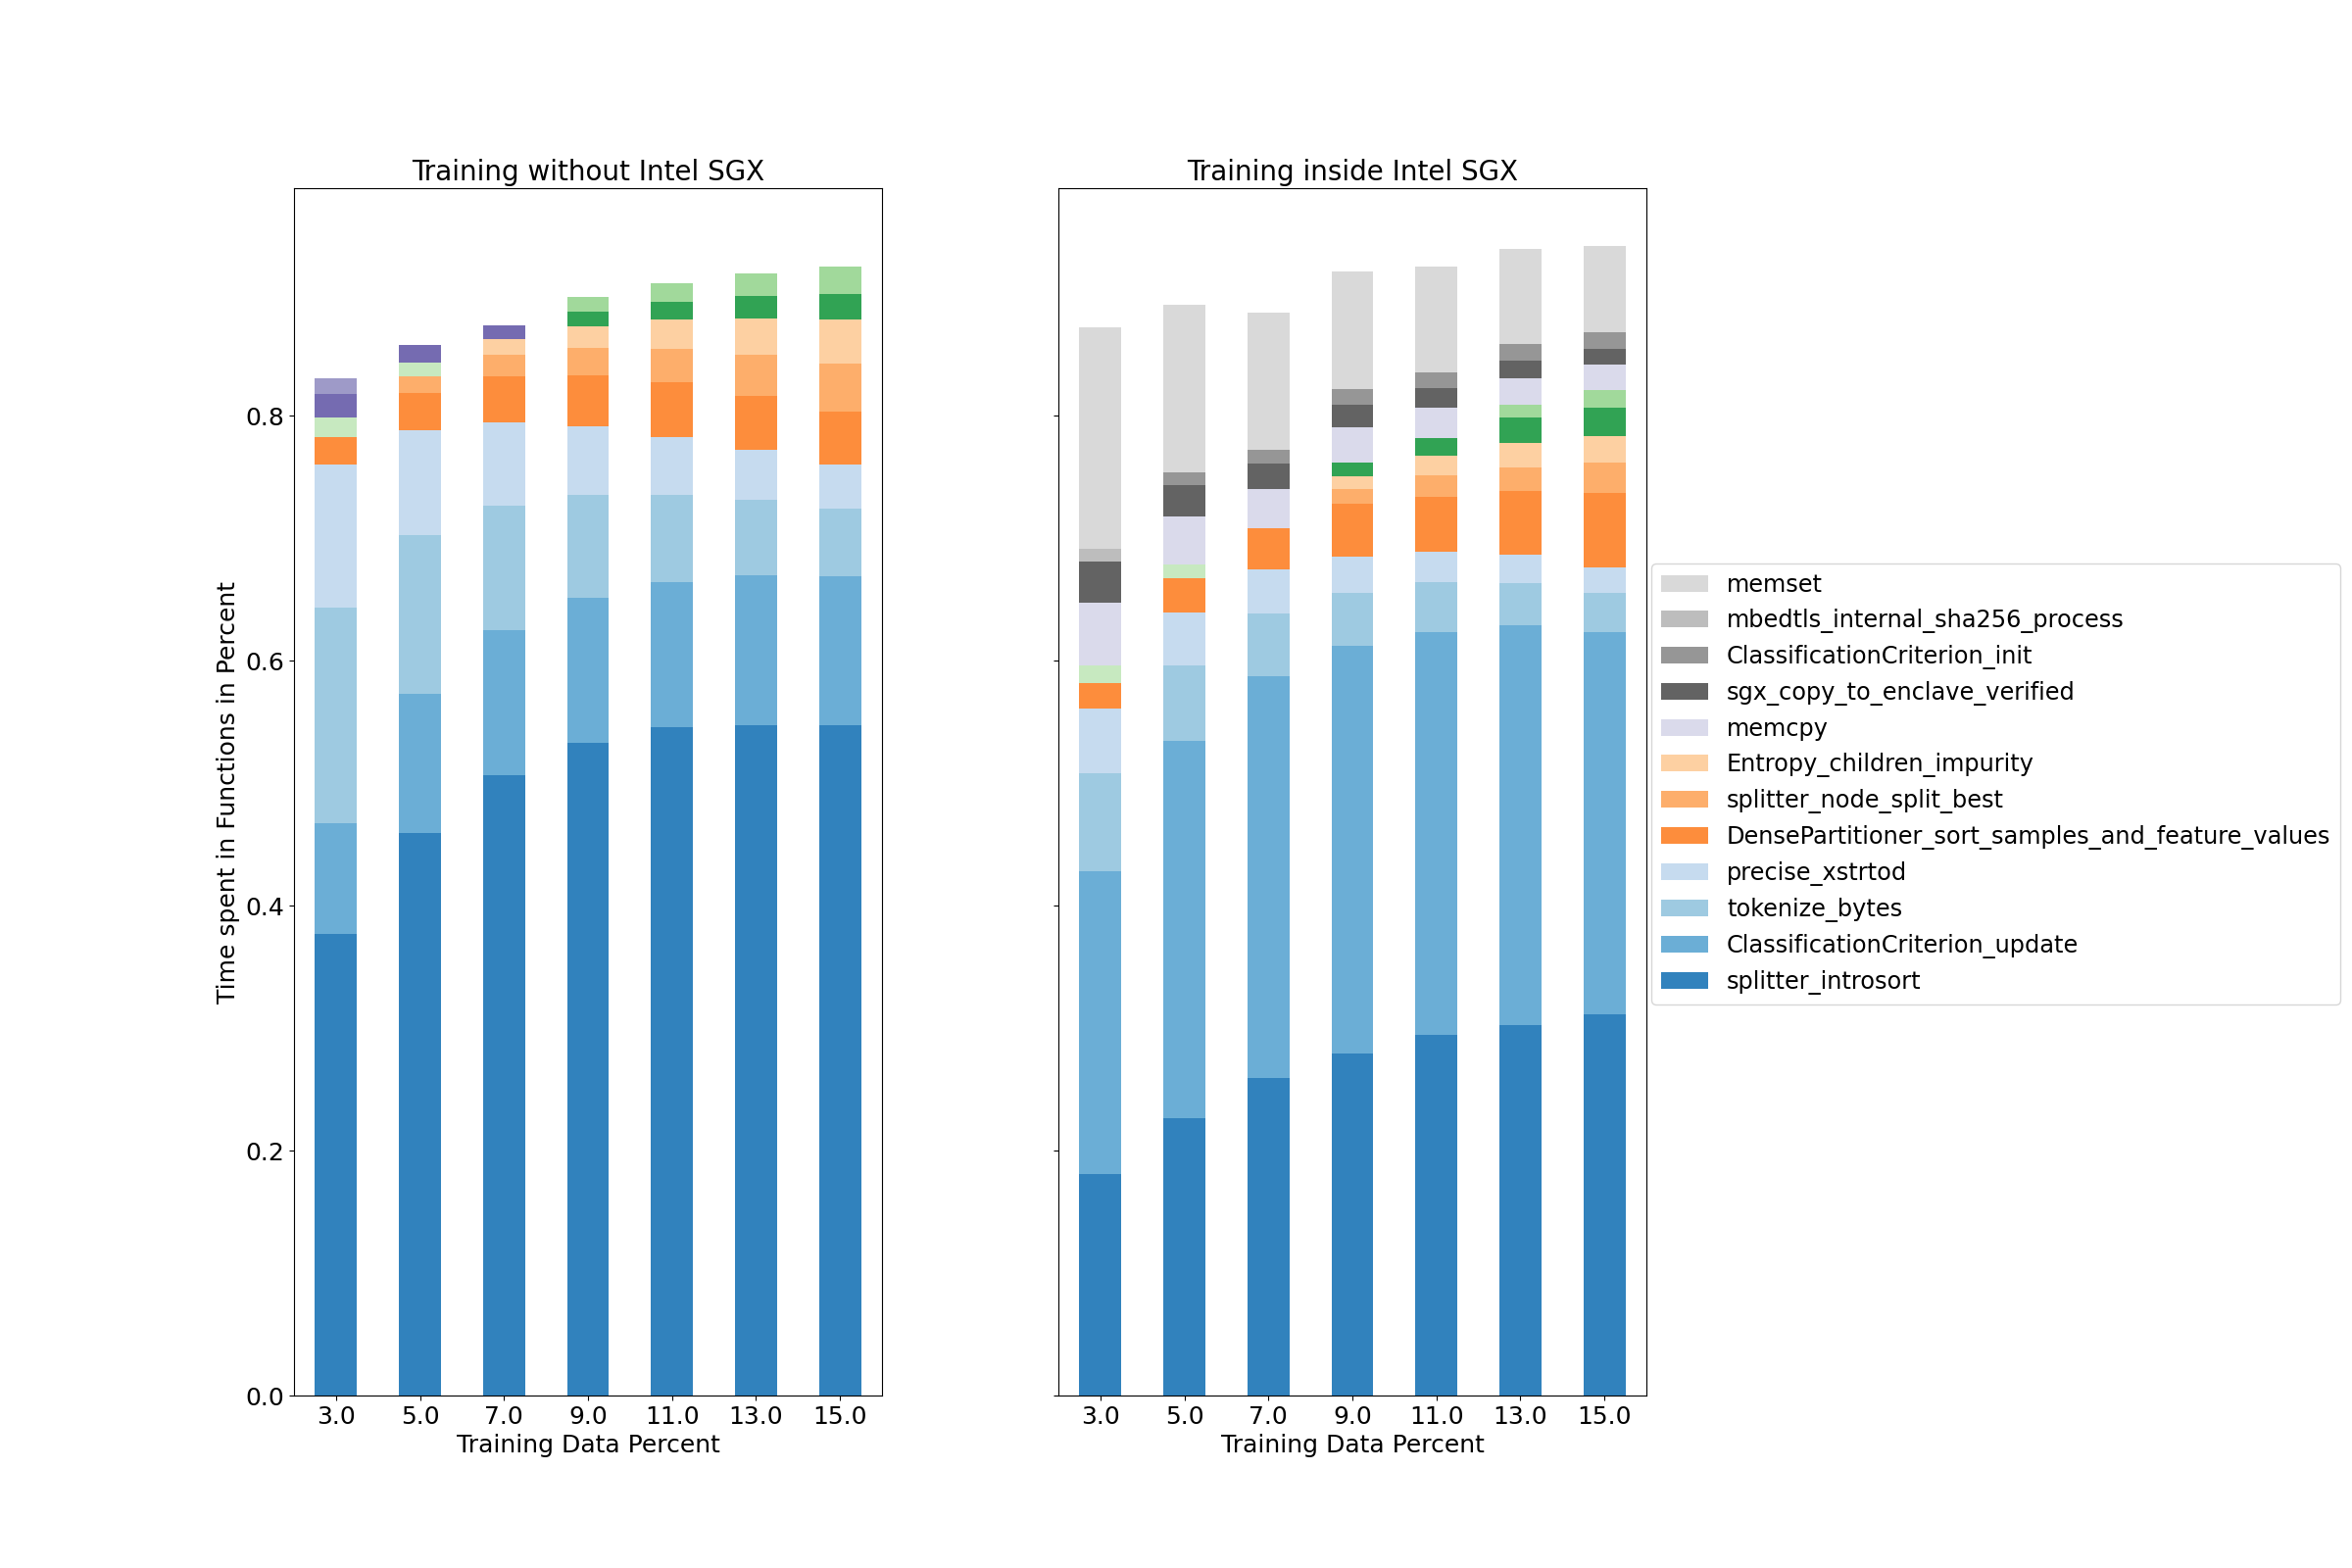 Training without Intel SGX
Training inside Intel SGX
Time spent in Functions in Percent
0.8
0.6
0.4
0.2
0.0
3.0 5.0 7.0 9.0 11.0 13.0 15.0
Training Data Percent
3.0 5.0 7.0 9.0 11.0 13.0 15.0
Training Data Percent
memset
mbedtls_internal_sha256_process
ClassificationCriterion_init
sgx_copy_to_enclave_verified
memcpy
Entropy_children_impurity
splitter_node_split_best
DensePartitioner_sort_samples_and_feature_values
precise_xstrtod
tokenize_bytes
ClassificationCriterion_update
splitter_introsort